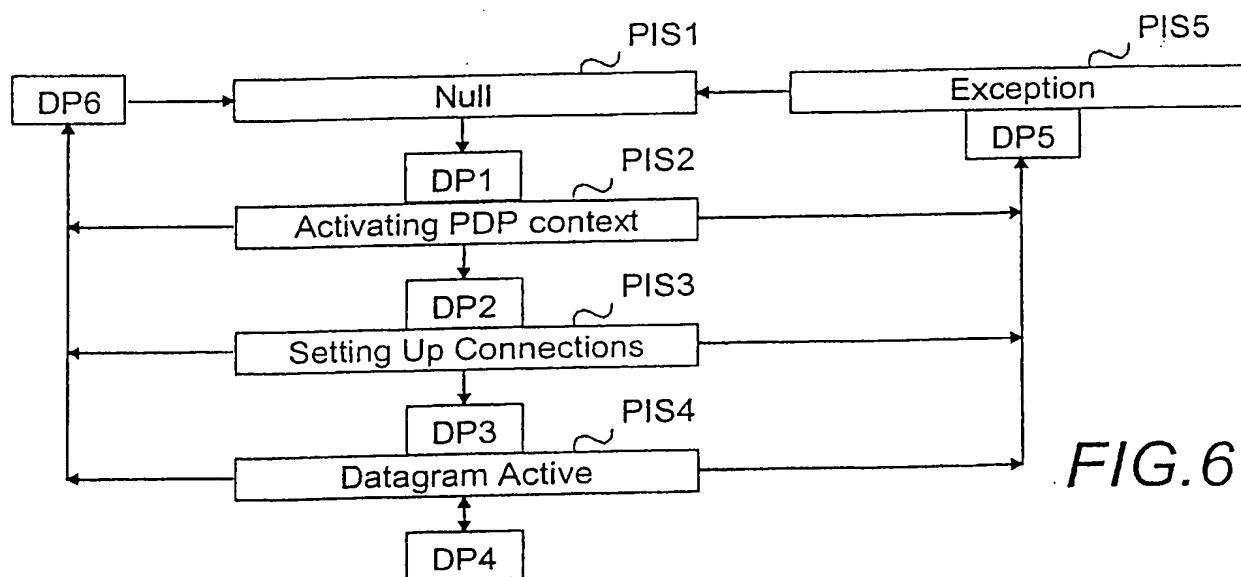 PIS1
PIS5
DP6
Null
Exception
DP5
DP1
PIS2
Activating PDP context
DP2
PIS3
Setting Up Connections
DP3
PIS4
Datagram Active
FIG.6
DP4